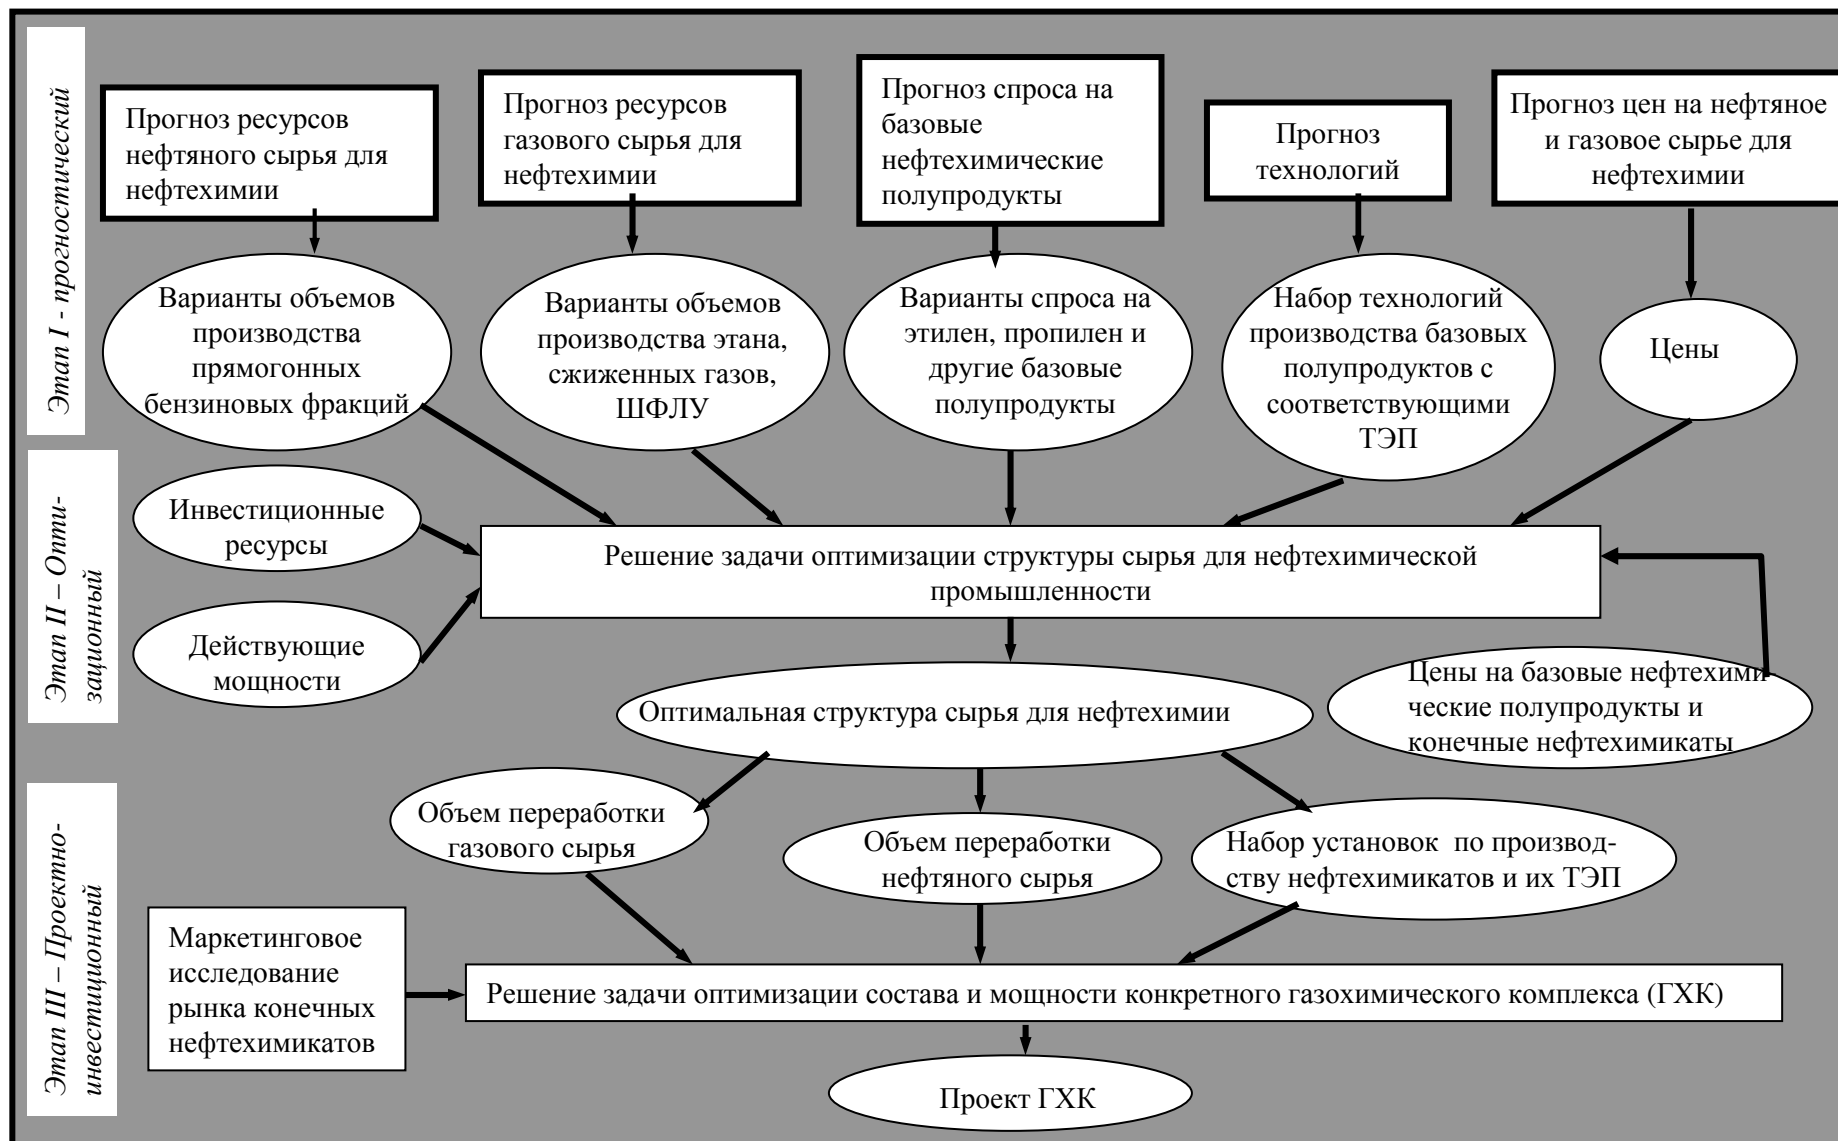 Этап I - прогностический
Прогноз ресурсов
нефтяного сырья для
нефтехимии
Прогноз ресурсов
газового сырья для
нефтехимии
Прогноз спроса на
базовые
нефтехимические
полупродукты
Прогноз
технологий
Прогноз цен на нефтяное
и газовое сырье для
нефтехимии
Варианты объемов
производства
прямогонных
бензиновых фракций
Варианты объемов
производства этана,
сжиженных газов,
ШФЛУ
Варианты спроса на
этилен, пропилен и
другие базовые
полупродукты
Набор технологий
производства базовых
полупродуктов с
соответствующими
ТЭП
Цены
Этап II – Опти-
зационный
Инвестиционные
ресурсы
Действующие
мощности
Решение задачи оптимизации структуры сырья для нефтехимической
промышленности
Оптимальная структура сырья для нефтехимии
Цены на базовые нефтехими
ческие полупродукты и
конечные нефтехимикаты
Этап III – Проектно-
инвестиционный
Объем переработки
газового сырья
Объем переработки
нефтяного сырья
Набор установок по производ-
ству нефтехимикатов и их ТЭП
Маркетинговое
исследование
рынка конечных
нефтехимикатов
Решение задачи оптимизации состава и мощности конкретного газохимического комплекса (ГХК)
Проект ГХК